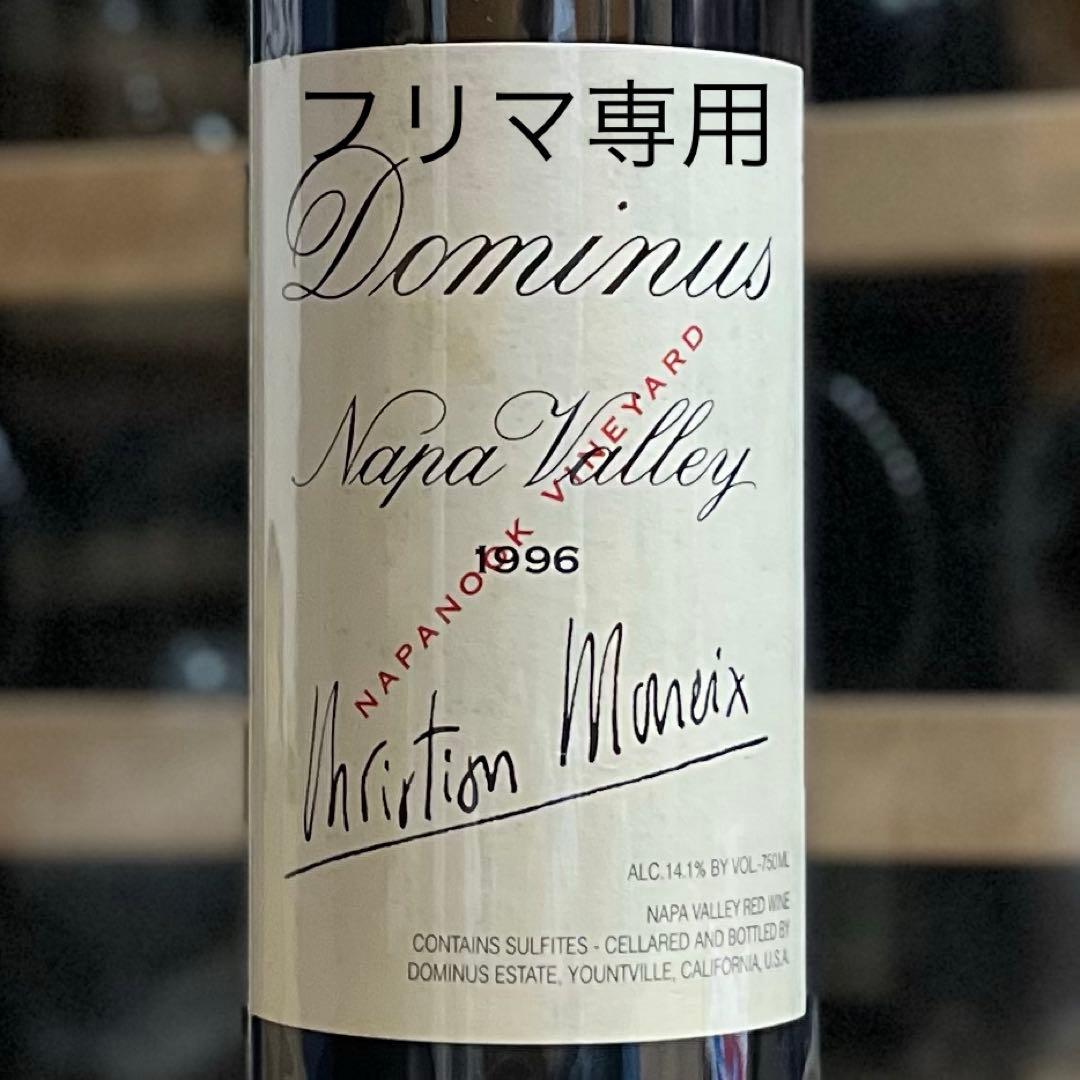 フリマ専用
Dominus
Napa Valley
NAPANOOK VINEYARD
1996
Christian Moueix
ALC. 14.1% BY VOL.-750ML
NAPA VALLEY RED WINE
CONTAINS SULFITES - CELLARED AND BOTTLED BY
DOMINUS ESTATE, YOUNTVILLE, CALIFORNIA, U.S.A.